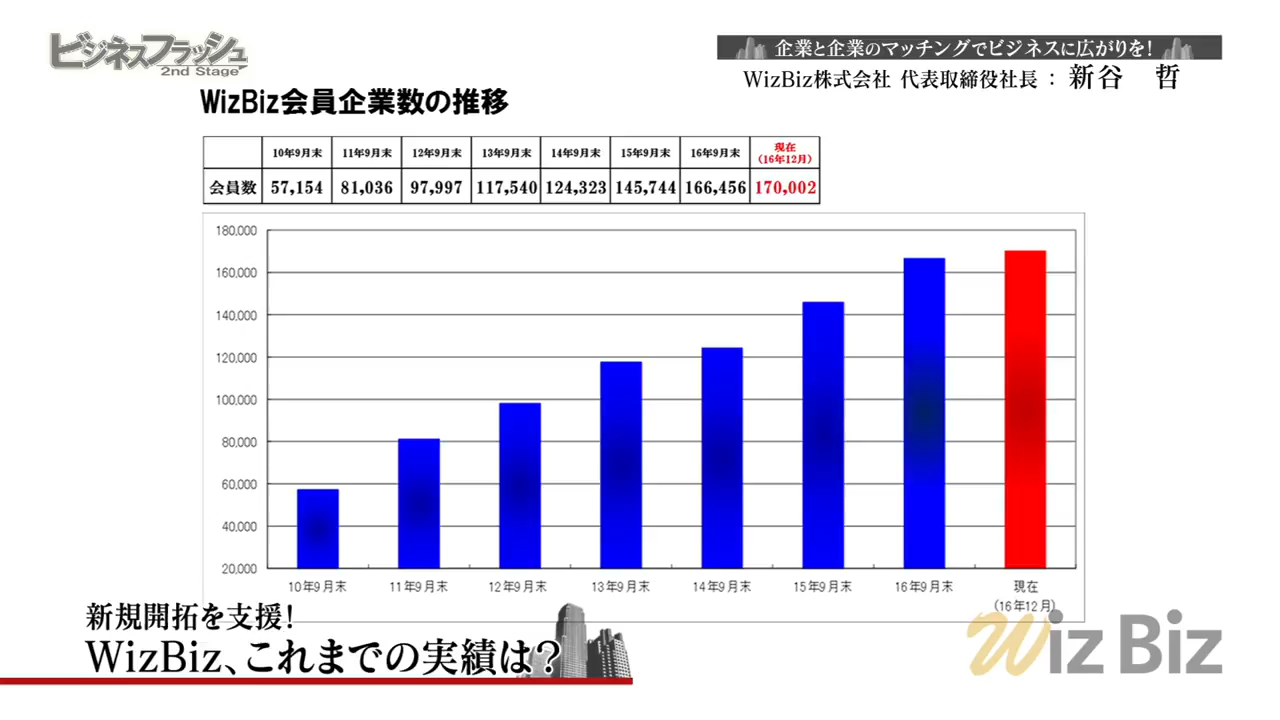 ビジネスフラッシュ
2nd Stage
企業と企業のマッチングでビジネスに広がりを!
WizBiz株式会社 代表取締役社長 : 新谷 哲
WizBiz会員企業数の推移
10年9月末 11年9月末 12年9月末 13年9月末 14年9月末 15年9月末 16年9月末 現在
(16年12月)
会員数 57,154 81,036 97,997 117,540 124,323 145,744 166,456 170,002
180,000
160,000
140,000
120,000
100,000
80,000
60,000
40,000
20,000
10年9月末 11年9月末 12年9月末 13年9月末 14年9月末 15年9月末 16年9月末 現在
(16年12月)
新規開拓を支援!
WizBiz、これまでの実績は?
Wiz Biz